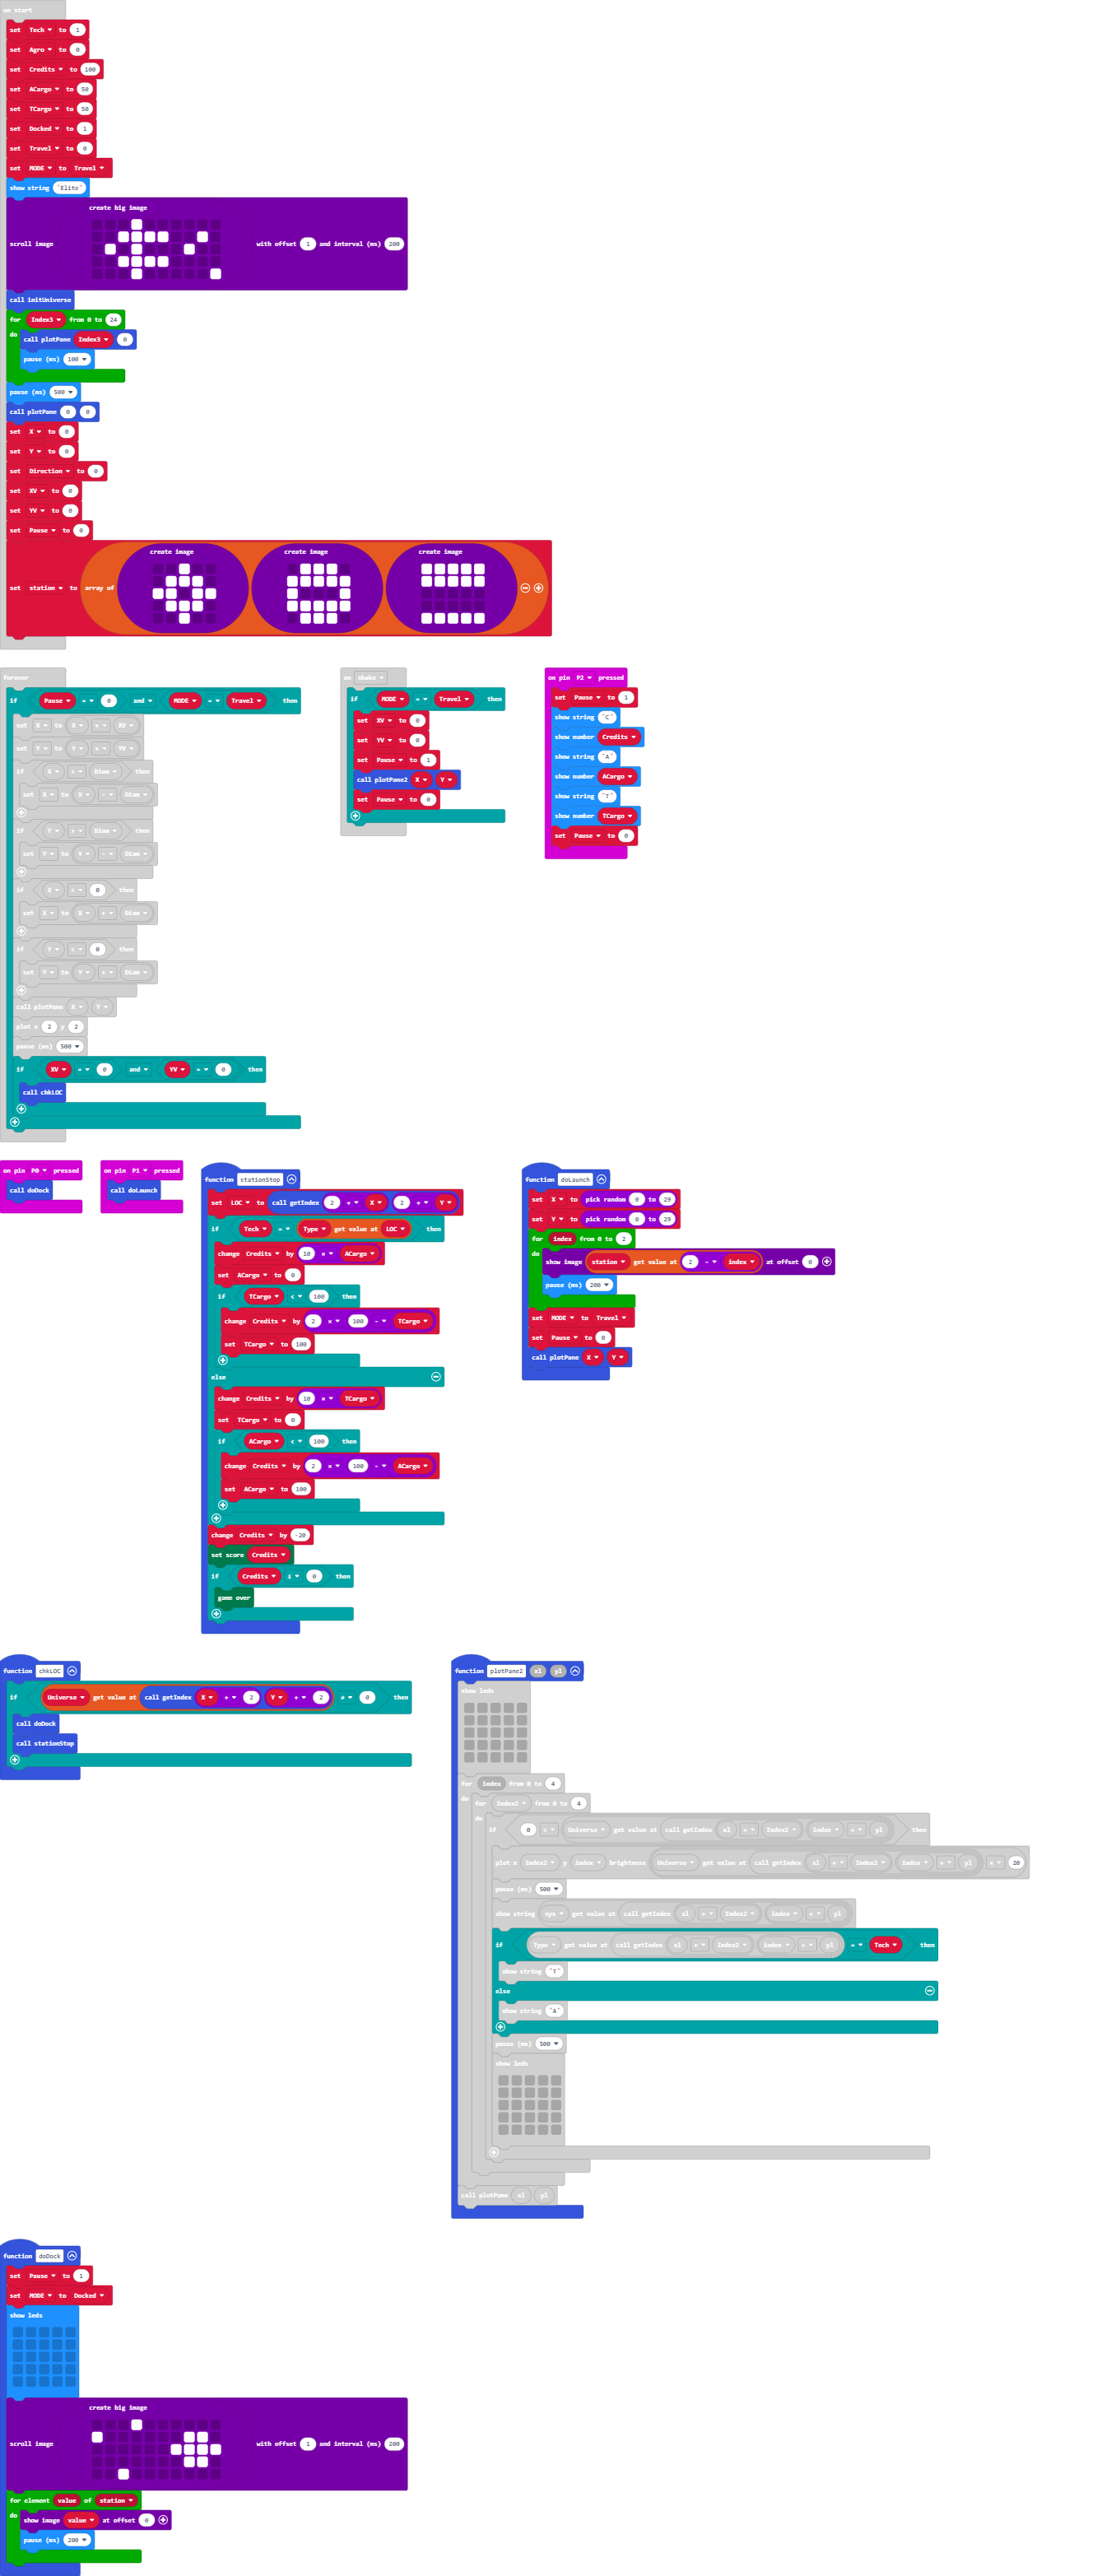 on start
set Tech to 1
set Agro to 0
set Credits to 100
set ACargo to 50
set TCargo to 50
set Docked to 1
set Travel to 0
set MODE to Travel
show string "Elite"
create big image
scroll image with offset 1 and interval (ms) 200
call initUniverse
for Index3 from 0 to 24
do call plotPane Index3 0
pause (ms) 100
pause (ms) 500
call plotPane 0 0
set X to 0
set Y to 0
set Direction to 0
set XV to 0
set YV to 0
set Pause to 0
create image create image create image
set station to array of
forever
if Pause = 0 and MODE = Travel then
set X to X + XV
set Y to Y + YV
if X > Diam then
set X to X - Diam
if Y > Diam then
set Y to Y - Diam
if X < 0 then
set X to X + Diam
if Y < 0 then
set Y to Y + Diam
call plotPane X Y
plot x 2 y 2
pause (ms) 500
if XV = 0 and YV = 0 then
call chkLOC
on shake
if MODE = Travel then
set XV to 0
set YV to 0
set Pause to 1
call plotPane2 X Y
set Pause to 0
on pin P2 pressed
set Pause to 1
show string "C"
show number Credits
show string "A"
show number ACargo
show string "T"
show number TCargo
set Pause to 0
on pin P0 pressed
call doDock
on pin P1 pressed
call doLaunch
function stationStop
set LOC to call getIndex 2 + X 2 + Y
if Tech = Type get value at LOC then
change Credits by 10 × ACargo
set ACargo to 0
if TCargo < 100 then
change Credits by 2 × 100 - TCargo
set TCargo to 100
else
change Credits by 10 × TCargo
set TCargo to 0
if ACargo < 100 then
change Credits by 2 × 100 - ACargo
set ACargo to 100
change Credits by -20
set score Credits
if Credits ≤ 0 then
game over
function doLaunch
set X to pick random 0 to 29
set Y to pick random 0 to 29
for index from 0 to 2
do show image station get value at 2 - index at offset 0
pause (ms) 200
set MODE to Travel
set Pause to 0
call plotPane X Y
function chkLOC
if Universe get value at call getIndex X + 2 Y + 2 ≠ 0 then
call doDock
call stationStop
function plotPane2 xl yl
show leds
for index from 0 to 4
do for Index2 from 0 to 4
do if 0 < Universe get value at call getIndex xl + Index2 index + yl then
plot x Index2 y index brightness Universe get value at call getIndex xl + Index2 index + yl × 20
pause (ms) 500
show string sys get value at call getIndex xl + Index2 index + yl
if Type get value at call getIndex xl + Index2 index + yl = Tech then
show string "T"
else
show string "A"
pause (ms) 500
show leds
call plotPane xl yl
function doDock
set Pause to 1
set MODE to Docked
show leds
create big image
scroll image with offset 1 and interval (ms) 200
for element value of station
do show image value at offset 0
pause (ms) 200